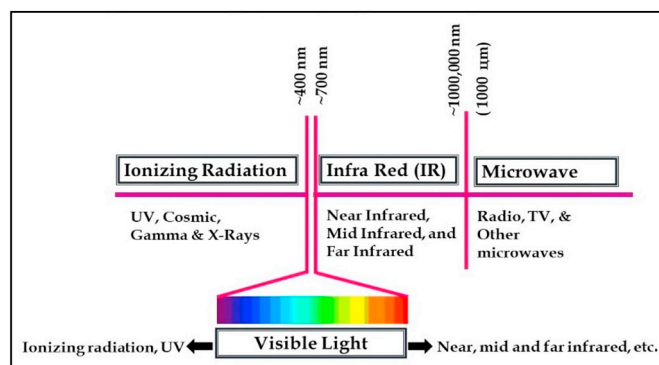 ~400 nm
~700 nm
~1000,000 nm
(1000 µm)
Ionizing Radiation
Infra Red (IR)
Microwave
UV, Cosmic,
Gamma & X-Rays
Near Infrared,
Mid Infrared, and
Far Infrared
Radio, TV, &
Other
microwaves
Ionizing radiation, UV
Visible Light
Near, mid and far infrared, etc.